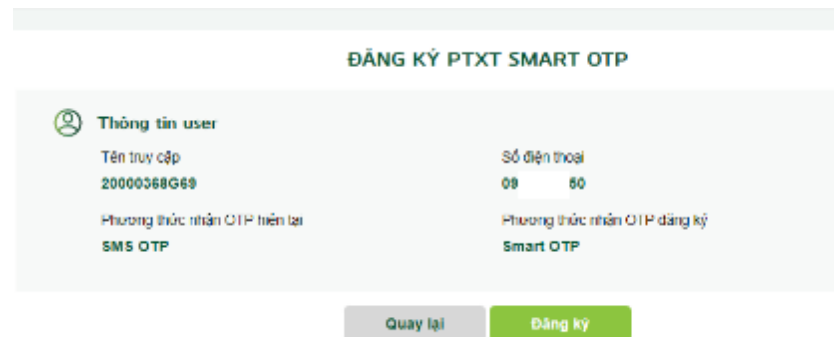 ĐĂNG KÝ PTXT SMART OTP
Thông tin user
Tên truy cập
Số điện thoại
20000368G69
09 50
Phương thức nhận OTP hiện tại
Phương thức nhận OTP đăng ký
SMS OTP
Smart OTP
Quay lại
Đăng ký